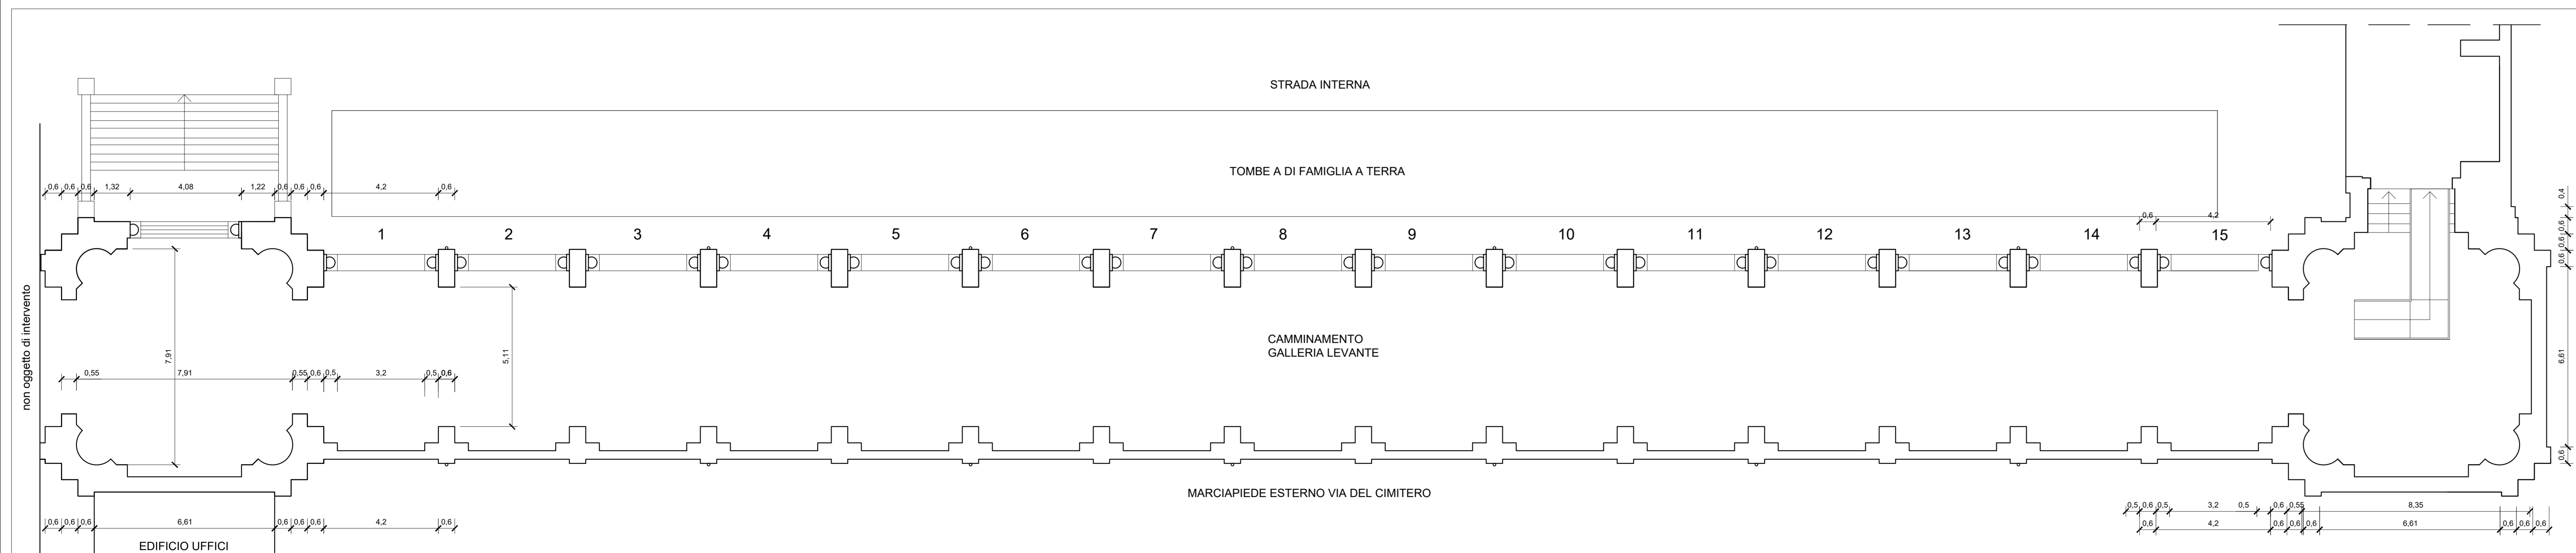 STRADA INTERNA
TOMBE A DI FAMIGLIA A TERRA
0,6 0,6 0,6 1,32 4,08 1,22 0,6 0,6 0,6 4,2 0,6
0,6 4,2
0,4
0,6
0,6
0,6
6,61
0,6
1 2 3 4 5 6 7 8 9 10 11 12 13 14 15
non oggetto di intervento
7,91
5,11
CAMMINAMENTO
GALLERIA LEVANTE
0,55 7,91 0,55 0,6 0,5 3,2 0,5 0,6
MARCIAPIEDE ESTERNO VIA DEL CIMITERO
0,5 0,6 0,5 3,2 0,5 0,6 0,55 8,35
0,6 0,6 0,6 6,61 0,6 0,6 0,6 4,2 0,6
0,6 4,2 0,6 0,6 0,6 6,61 0,6 0,6 0,6
EDIFICIO UFFICI